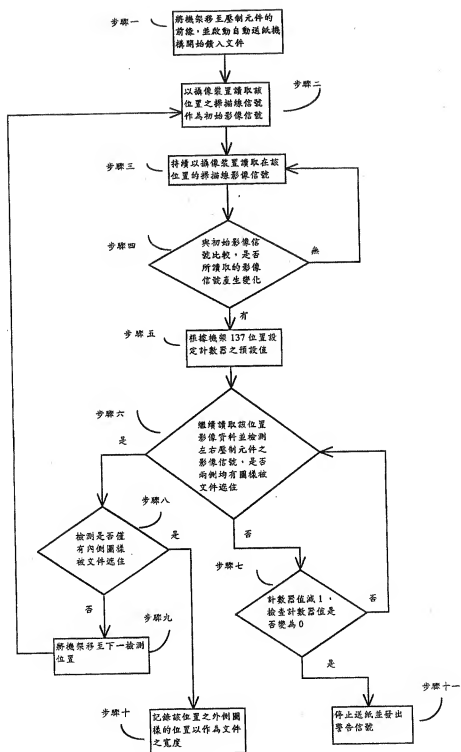 步驟一
將機架移至壓制元件的
前緣,並啟動自動送紙機
構開始饋入文件
步驟二
以攝像裝置讀取該
位置之掃描線信號
作為初始影像信號
步驟三
持續以攝像裝置讀取在該
位置的掃描線影像信號
步驟四
與初始影像信
號比較,是否
所讀取的影像
信號產生變化
無
有
步驟五
根據機架 137 位置設
定計數器之預設值
步驟六
繼續讀取該位置
影像資料並檢測
左右壓制元件之
影像信號,是否
兩側均有圖樣被
文件遮住
是
否
步驟八
檢測是否僅
有內側圖樣
被文件遮住
是
否
步驟七
計數器值減 1,
檢查計數器值是
否變為 0
否
是
步驟九
將機架移至下一檢測
位置
步驟十
記錄該位置之外側圖
樣的位置以作為文件
之寬度
步驟十一
停止送紙並發出
警告信號